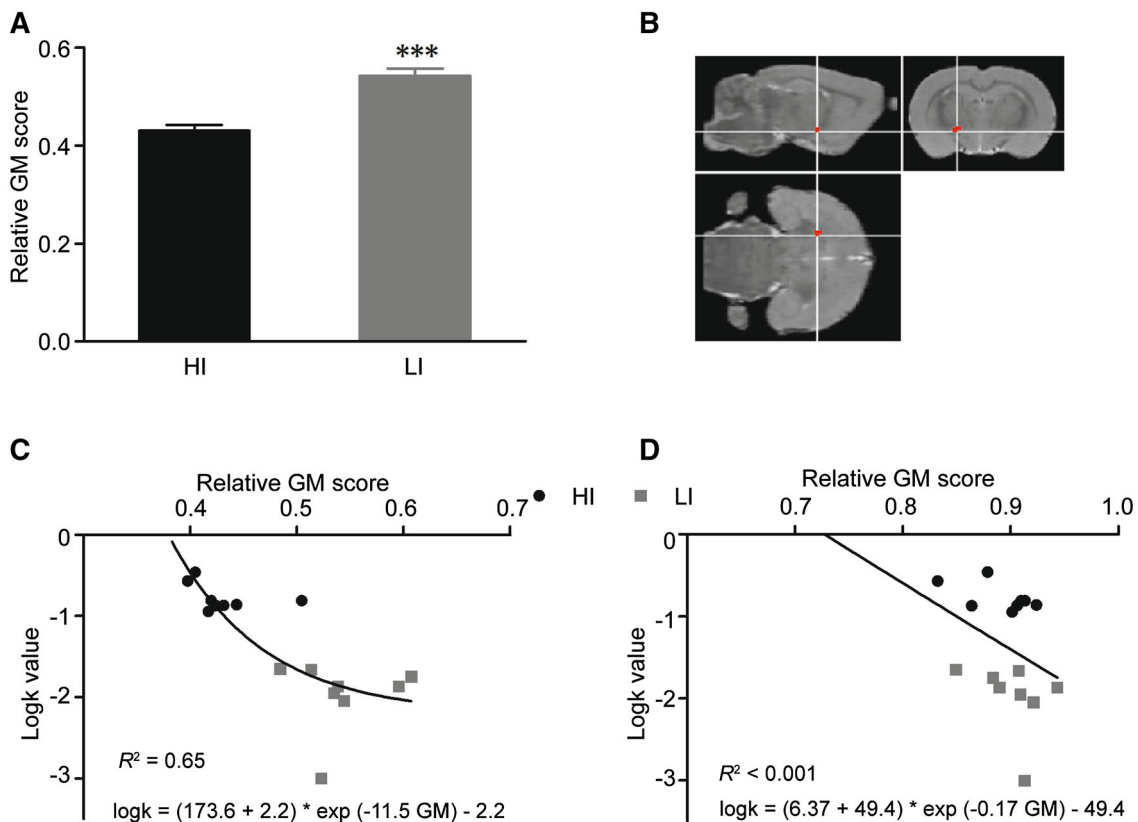 A
Relative GM score
0.6
0.4
0.2
0.0
***
HI
LI
B
C
Relative GM score
0.4
0.5
0.6
0.7
HI
LI
Logk value
0
-1
-2
-3
R² = 0.65
logk = (173.6 + 2.2) * exp (-11.5 GM) - 2.2
D
Relative GM score
0.7
0.8
0.9
1.0
Logk value
0
-1
-2
-3
R² < 0.001
logk = (6.37 + 49.4) * exp (-0.17 GM) - 49.4